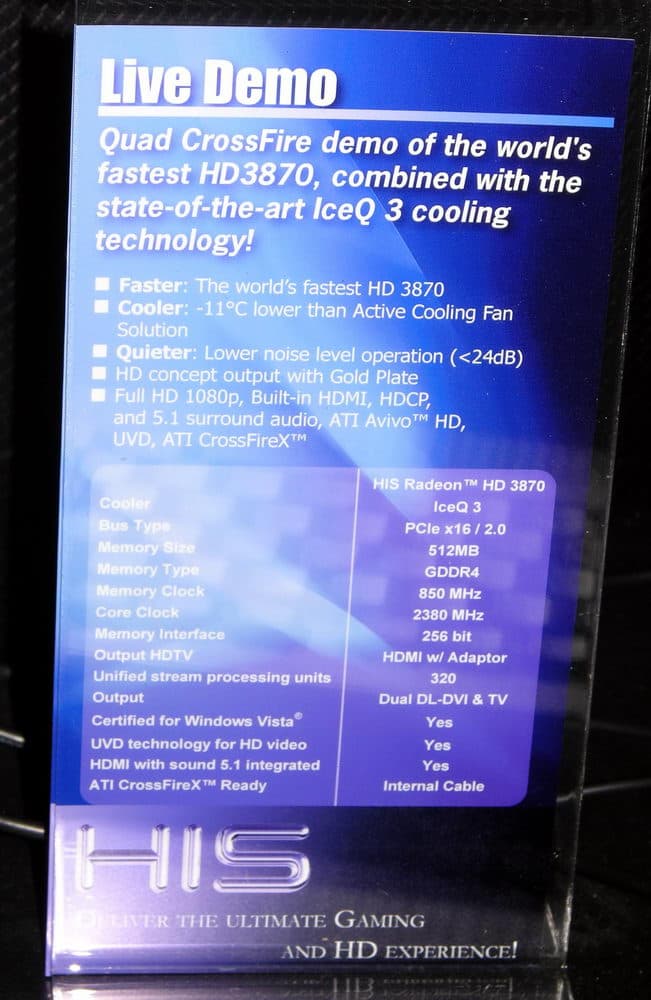 Live Demo
Quad CrossFire demo of the world's
fastest HD3870, combined with the
state-of-the-art IceQ 3 cooling
technology!
■ Faster: The world's fastest HD 3870
■ Cooler: -11°C lower than Active Cooling Fan
Solution
■ Quieter: Lower noise level operation (<24dB)
■ HD concept output with Gold Plate
■ Full HD 1080p, Built-in HDMI, HDCP,
and 5.1 surround audio, ATI Avivo™ HD,
UVD, ATI CrossFireX™
HIS Radeon™ HD 3870
Cooler IceQ 3
Bus Type PCIe x16 / 2.0
Memory Size 512MB
Memory Type GDDR4
Memory Clock 850 MHz
Core Clock 2380 MHz
Memory Interface 256 bit
Output HDTV HDMI w/ Adaptor
Unified stream processing units 320
Output Dual DL-DVI & TV
Certified for Windows Vista® Yes
UVD technology for HD video Yes
HDMI with sound 5.1 integrated Yes
ATI CrossFireX™ Ready Internal Cable
HIS
DELIVER THE ULTIMATE GAMING
AND HD EXPERIENCE!